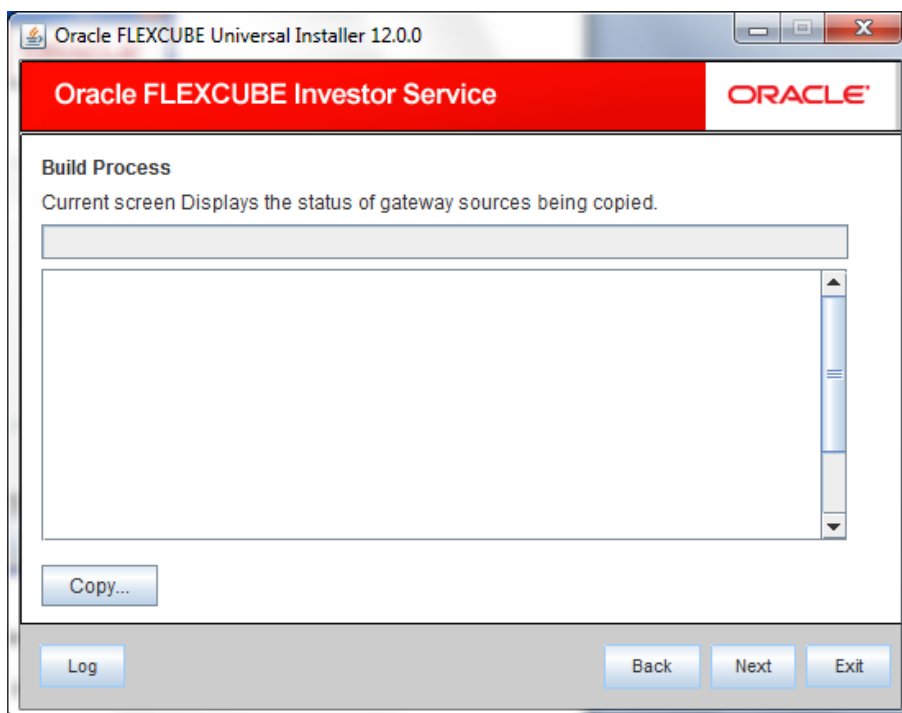 Oracle FLEXCUBE Universal Installer 12.0.0
Oracle FLEXCUBE Investor Service
ORACLE
Build Process
Current screen Displays the status of gateway sources being copied.
Copy...
Log
Back
Next
Exit